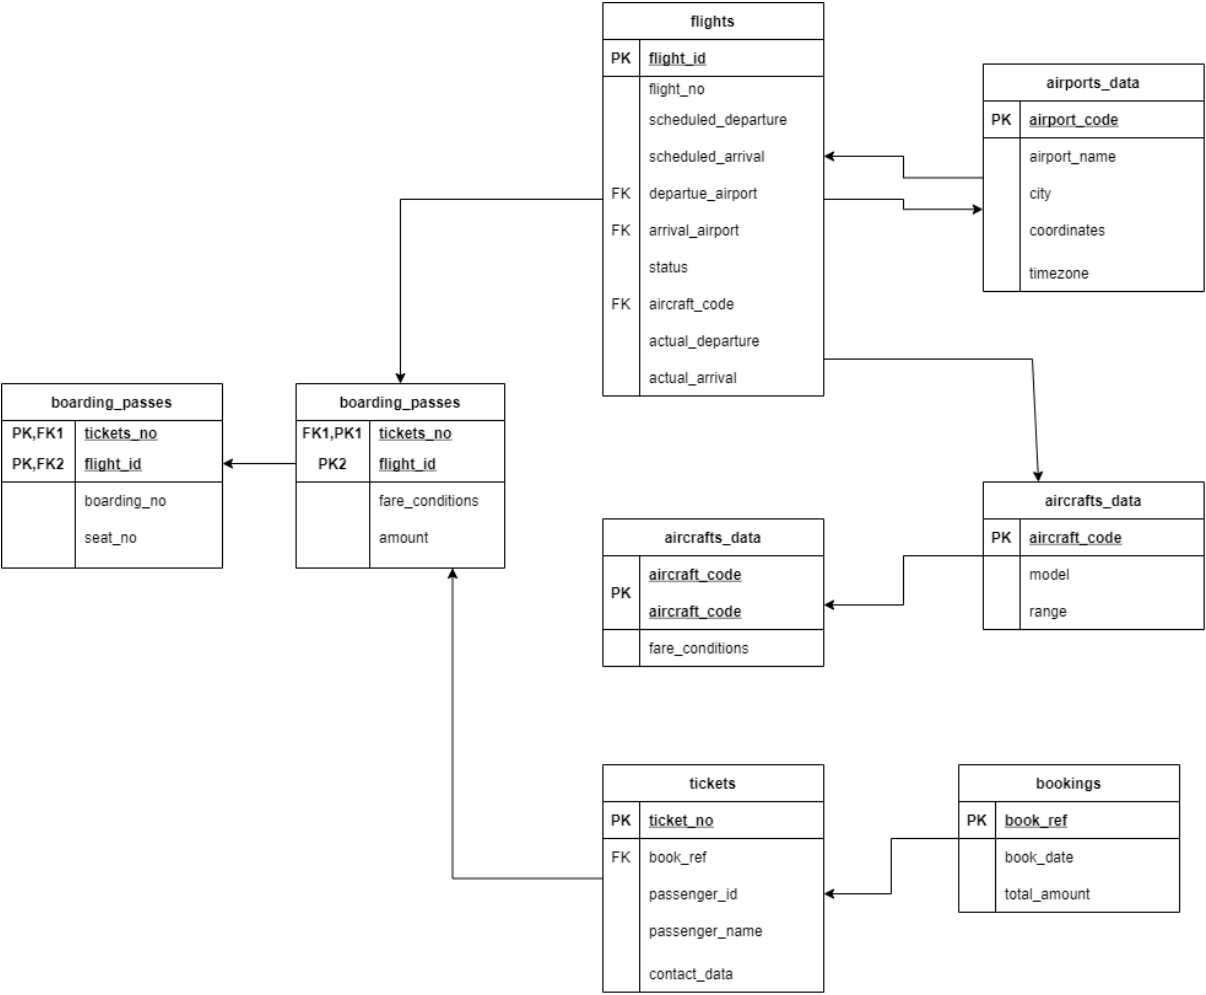 flights
PK flight_id
flight_no
scheduled_departure
scheduled_arrival
FK departue_airport
FK arrival_airport
status
FK aircraft_code
actual_departure
actual_arrival
airports_data
PK airport_code
airport_name
city
coordinates
timezone
boarding_passes
PK,FK1 tickets_no
PK,FK2 flight_id
boarding_no
seat_no
boarding_passes
FK1,PK1 tickets_no
PK2 flight_id
fare_conditions
amount
aircrafts_data
PK
aircraft_code
aircraft_code
fare_conditions
aircrafts_data
PK aircraft_code
model
range
tickets
PK ticket_no
FK book_ref
passenger_id
passenger_name
contact_data
bookings
PK book_ref
book_date
total_amount